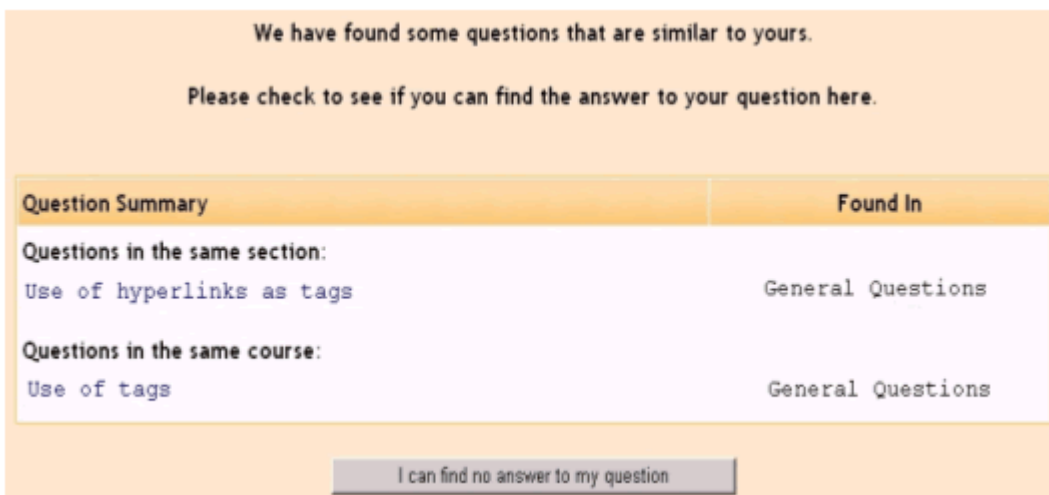 We have found some questions that are similar to yours.
Please check to see if you can find the answer to your question here.
Question Summary Found In
Questions in the same section:
Use of hyperlinks as tags General Questions
Questions in the same course:
Use of tags General Questions
I can find no answer to my question